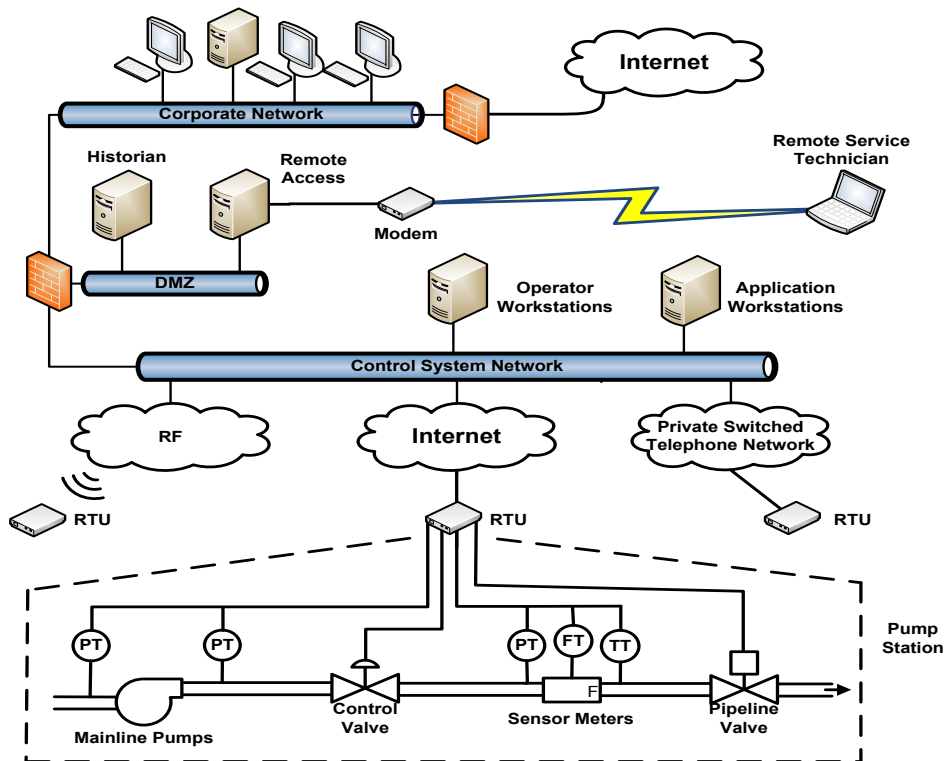 Internet
Corporate Network
Historian
Remote
Access
Remote Service
Technician
Modem
DMZ
Operator
Workstations
Application
Workstations
Control System Network
RF
Internet
Private Switched
Telephone Network
RTU
RTU
RTU
PT
PT
PT
FT
TT
Pump
Station
F
Mainline Pumps
Control
Valve
Sensor Meters
Pipeline
Valve